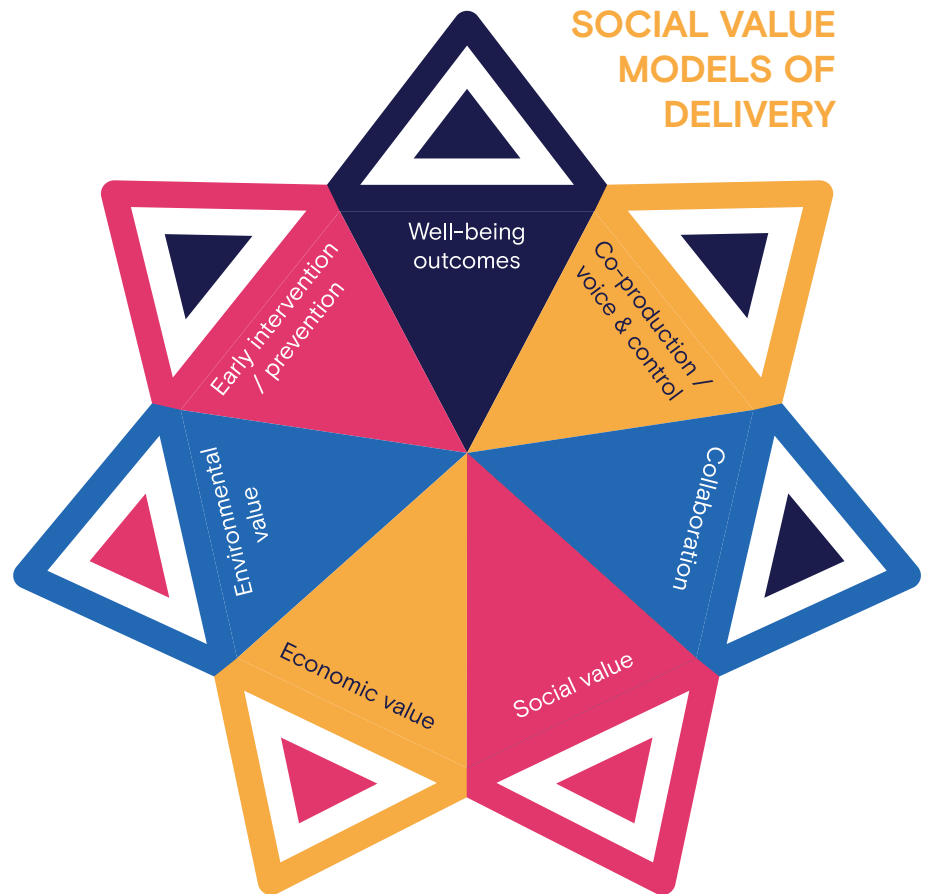 SOCIAL VALUE
MODELS OF
DELIVERY
Well-being
outcomes
Co-production /
voice & control
Collaboration
Social value
Economic value
Environmental
value
Early intervention
/ prevention